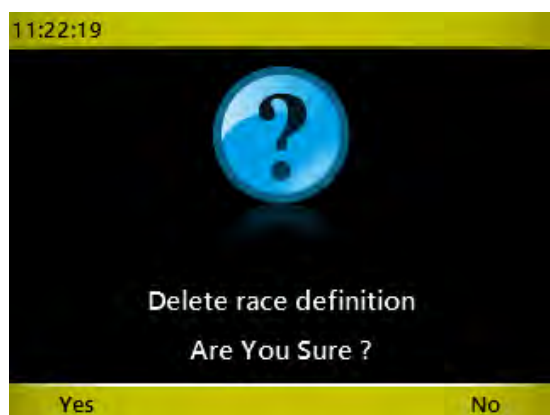 11:22:19
?
Delete race definition
Are You Sure ?
Yes No